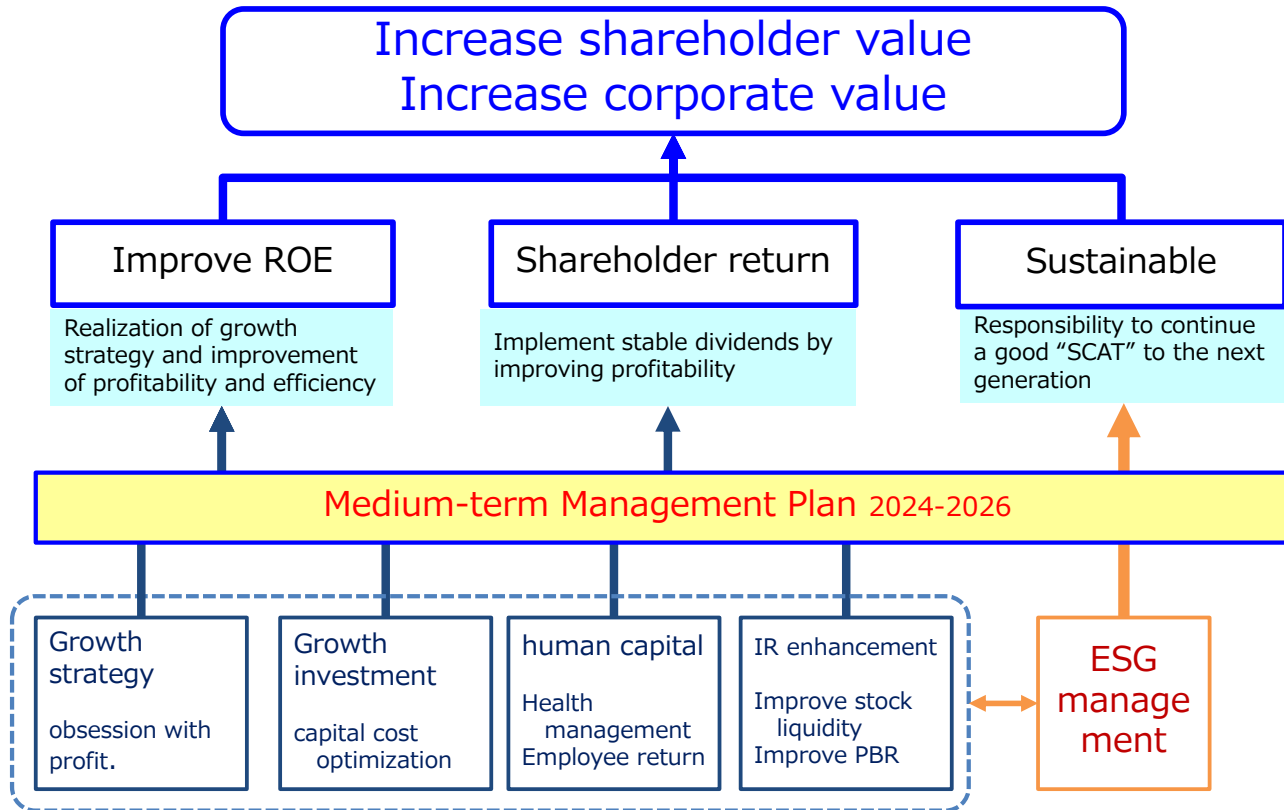 Increase shareholder value
Increase corporate value
Improve ROE
Realization of growth
strategy and improvement
of profitability and efficiency
Shareholder return
Implement stable dividends by
improving profitability
Sustainable
Responsibility to continue
a good “SCAT” to the next
generation
Medium-term Management Plan 2024-2026
Growth
strategy
obsession with
profit.
Growth
investment
capital cost
optimization
human capital
Health
management
Employee return
IR enhancement
Improve stock
liquidity
Improve PBR
ESG
manage
ment